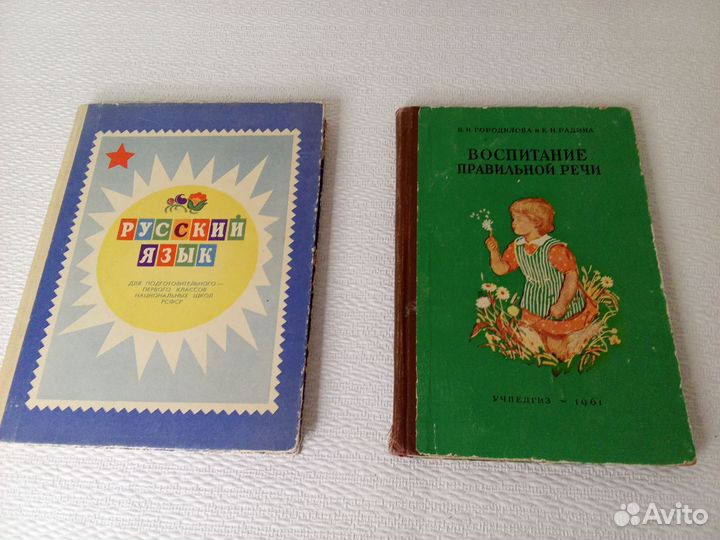 РУССКИЙ
ЯЗЫК
ДЛЯ ПОДГОТОВИТЕЛЬНОГО —
ПЕРВОГО КЛАССОВ
НАЦИОНАЛЬНЫХ ШКОЛ
РСФСР
В. И. ГОРОДИЛОВА и Е. И. РАДИНА
ВОСПИТАНИЕ
ПРАВИЛЬНОЙ РЕЧИ
УЧПЕДГИЗ - 1961
Avito